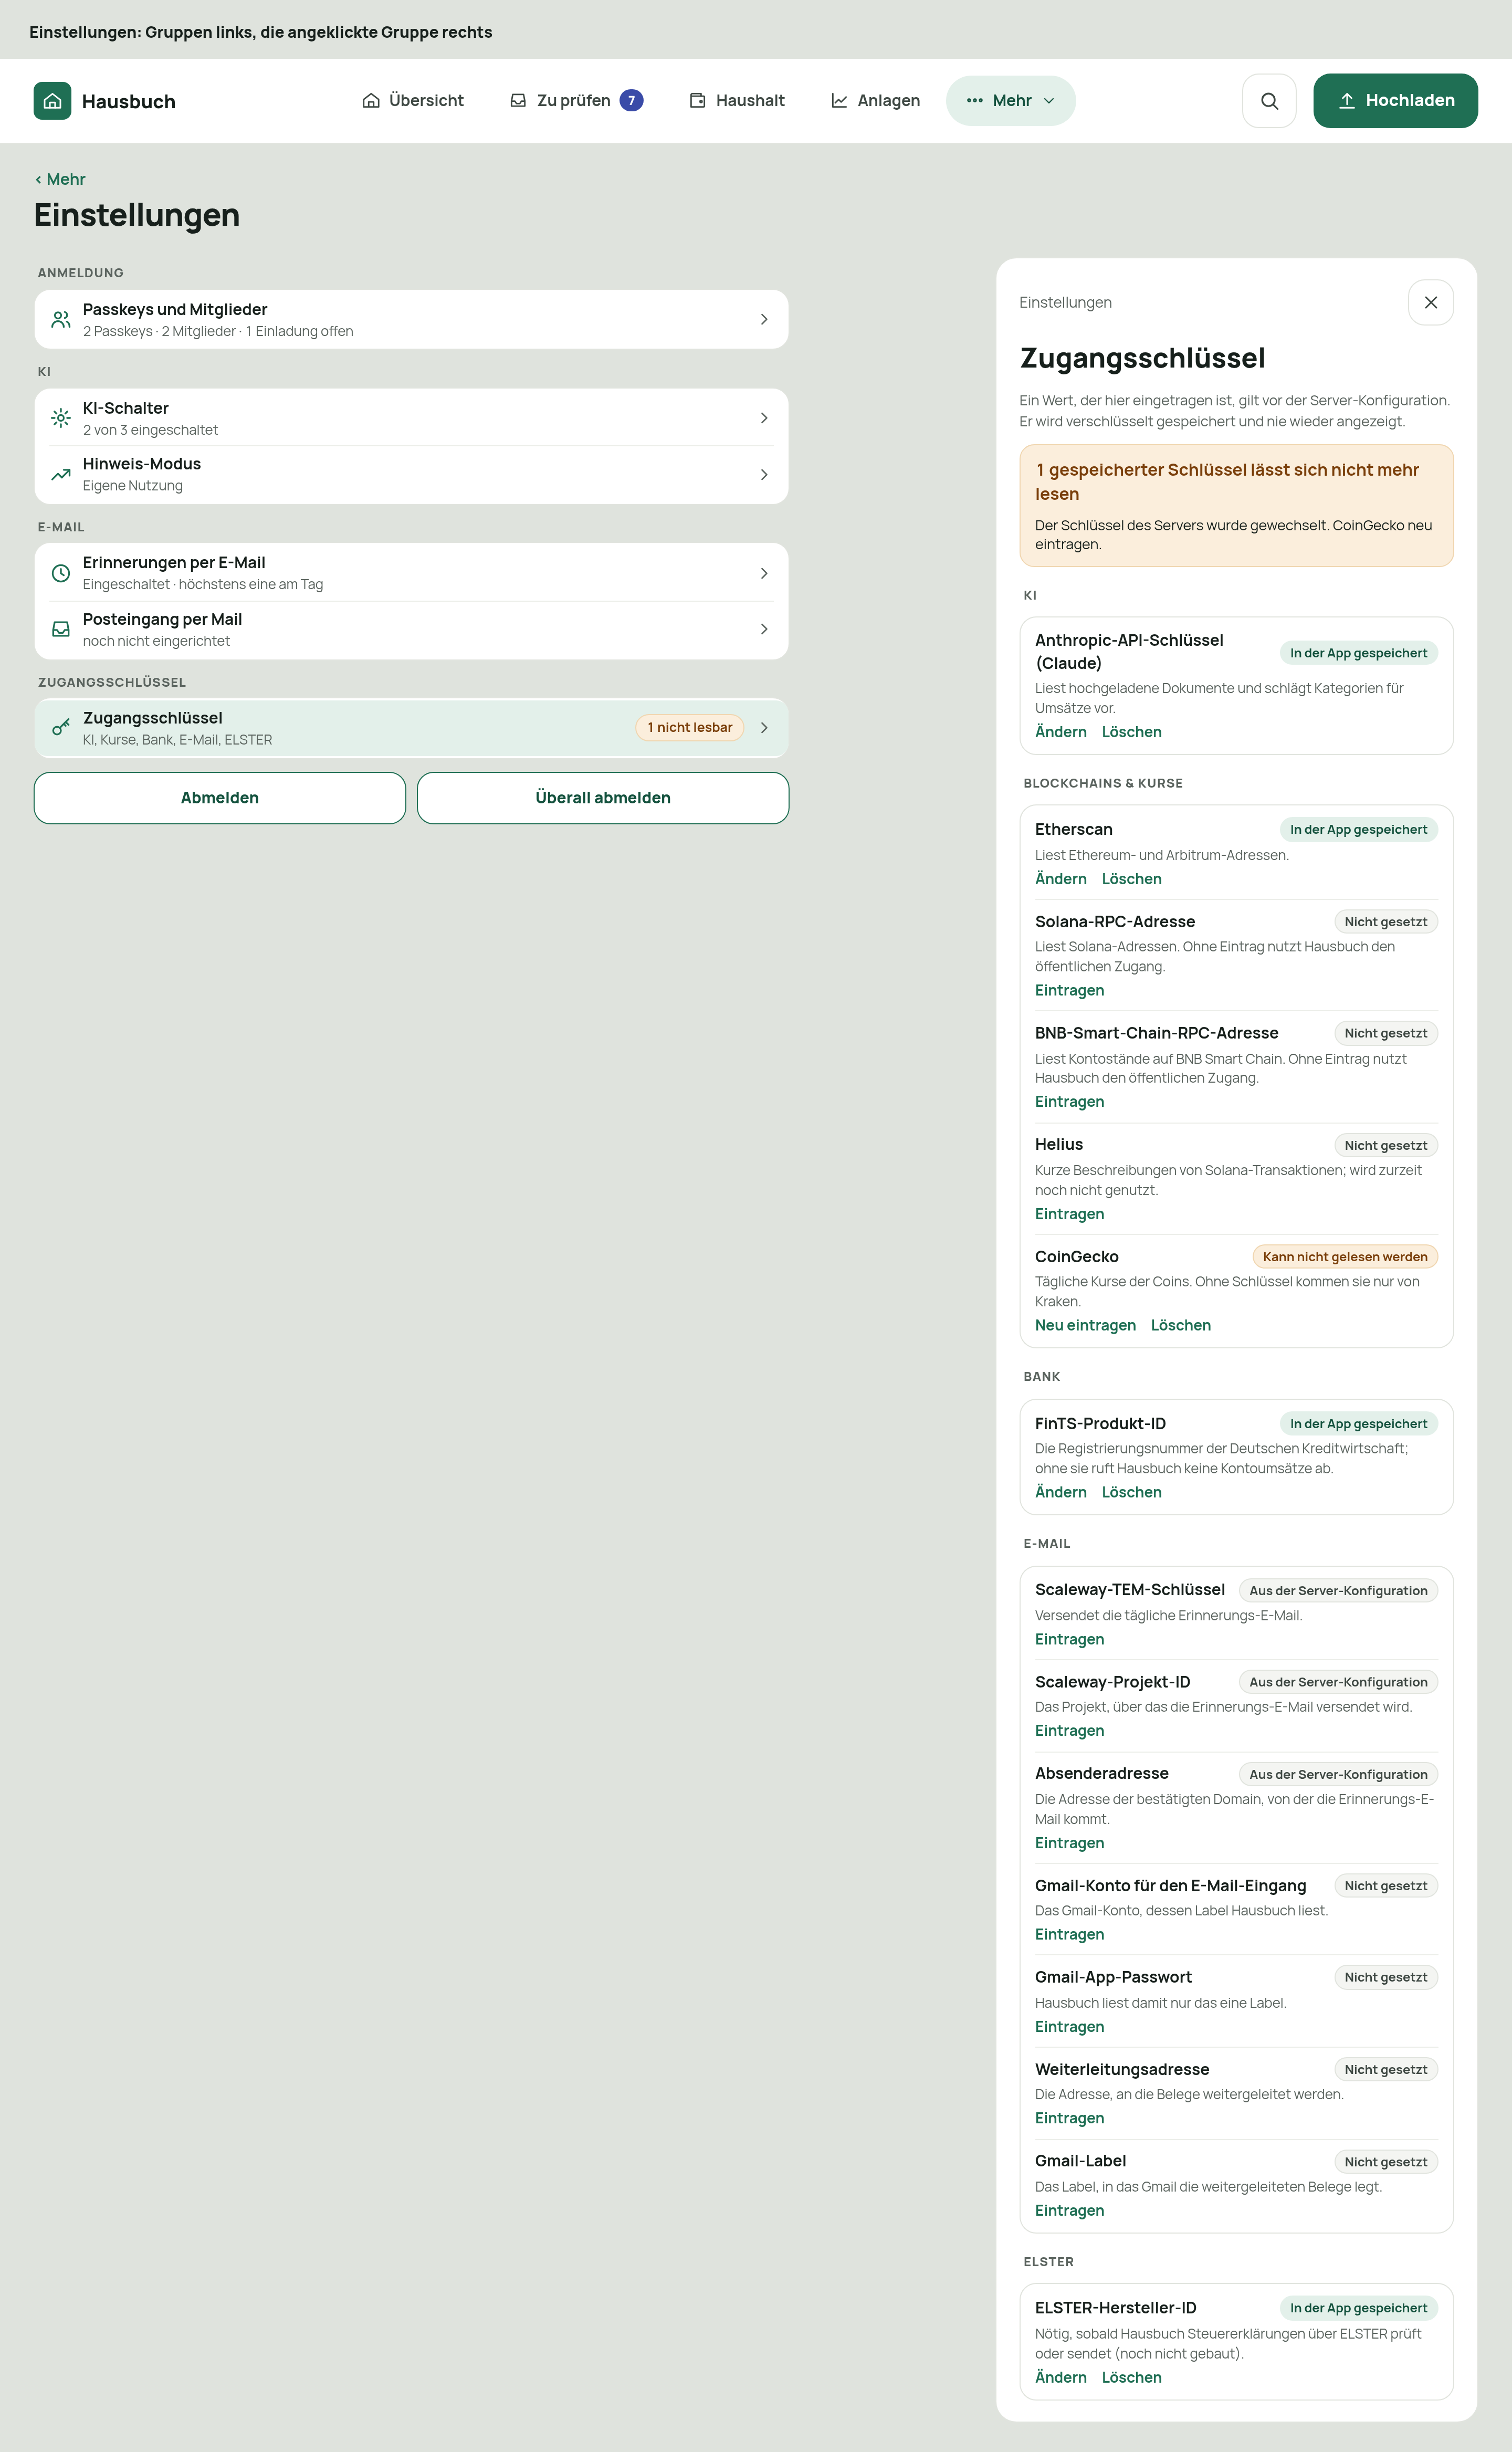 Einstellungen: Gruppen links, die angeklickte Gruppe rechts
Hausbuch
Übersicht
Zu prüfen 7
Haushalt
Anlagen
Mehr
Hochladen
‹ Mehr
Einstellungen
ANMELDUNG
Passkeys und Mitglieder
2 Passkeys · 2 Mitglieder · 1 Einladung offen
KI
KI-Schalter
2 von 3 eingeschaltet
Hinweis-Modus
Eigene Nutzung
E-MAIL
Erinnerungen per E-Mail
Eingeschaltet · höchstens eine am Tag
Posteingang per Mail
noch nicht eingerichtet
ZUGANGSSCHLÜSSEL
Zugangsschlüssel
KI, Kurse, Bank, E-Mail, ELSTER
1 nicht lesbar
Abmelden
Überall abmelden
Einstellungen
Zugangsschlüssel
Ein Wert, der hier eingetragen ist, gilt vor der Server-Konfiguration.
Er wird verschlüsselt gespeichert und nie wieder angezeigt.
1 gespeicherter Schlüssel lässt sich nicht mehr
lesen
Der Schlüssel des Servers wurde gewechselt. CoinGecko neu
eintragen.
KI
Anthropic-API-Schlüssel
(Claude)
In der App gespeichert
Liest hochgeladene Dokumente und schlägt Kategorien für
Umsätze vor.
Ändern Löschen
BLOCKCHAINS & KURSE
Etherscan
In der App gespeichert
Liest Ethereum- und Arbitrum-Adressen.
Ändern Löschen
Solana-RPC-Adresse
Nicht gesetzt
Liest Solana-Adressen. Ohne Eintrag nutzt Hausbuch den
öffentlichen Zugang.
Eintragen
BNB-Smart-Chain-RPC-Adresse
Nicht gesetzt
Liest Kontostände auf BNB Smart Chain. Ohne Eintrag nutzt
Hausbuch den öffentlichen Zugang.
Eintragen
Helius
Nicht gesetzt
Kurze Beschreibungen von Solana-Transaktionen; wird zurzeit
noch nicht genutzt.
Eintragen
CoinGecko
Kann nicht gelesen werden
Tägliche Kurse der Coins. Ohne Schlüssel kommen sie nur von
Kraken.
Neu eintragen Löschen
BANK
FinTS-Produkt-ID
In der App gespeichert
Die Registrierungsnummer der Deutschen Kreditwirtschaft;
ohne sie ruft Hausbuch keine Kontoumsätze ab.
Ändern Löschen
E-MAIL
Scaleway-TEM-Schlüssel
Aus der Server-Konfiguration
Versendet die tägliche Erinnerungs-E-Mail.
Eintragen
Scaleway-Projekt-ID
Aus der Server-Konfiguration
Das Projekt, über das die Erinnerungs-E-Mail versendet wird.
Eintragen
Absenderadresse
Aus der Server-Konfiguration
Die Adresse der bestätigten Domain, von der die Erinnerungs-E-
Mail kommt.
Eintragen
Gmail-Konto für den E-Mail-Eingang
Nicht gesetzt
Das Gmail-Konto, dessen Label Hausbuch liest.
Eintragen
Gmail-App-Passwort
Nicht gesetzt
Hausbuch liest damit nur das eine Label.
Eintragen
Weiterleitungsadresse
Nicht gesetzt
Die Adresse, an die Belege weitergeleitet werden.
Eintragen
Gmail-Label
Nicht gesetzt
Das Label, in das Gmail die weitergeleiteten Belege legt.
Eintragen
ELSTER
ELSTER-Hersteller-ID
In der App gespeichert
Nötig, sobald Hausbuch Steuererklärungen über ELSTER prüft
oder sendet (noch nicht gebaut).
Ändern Löschen